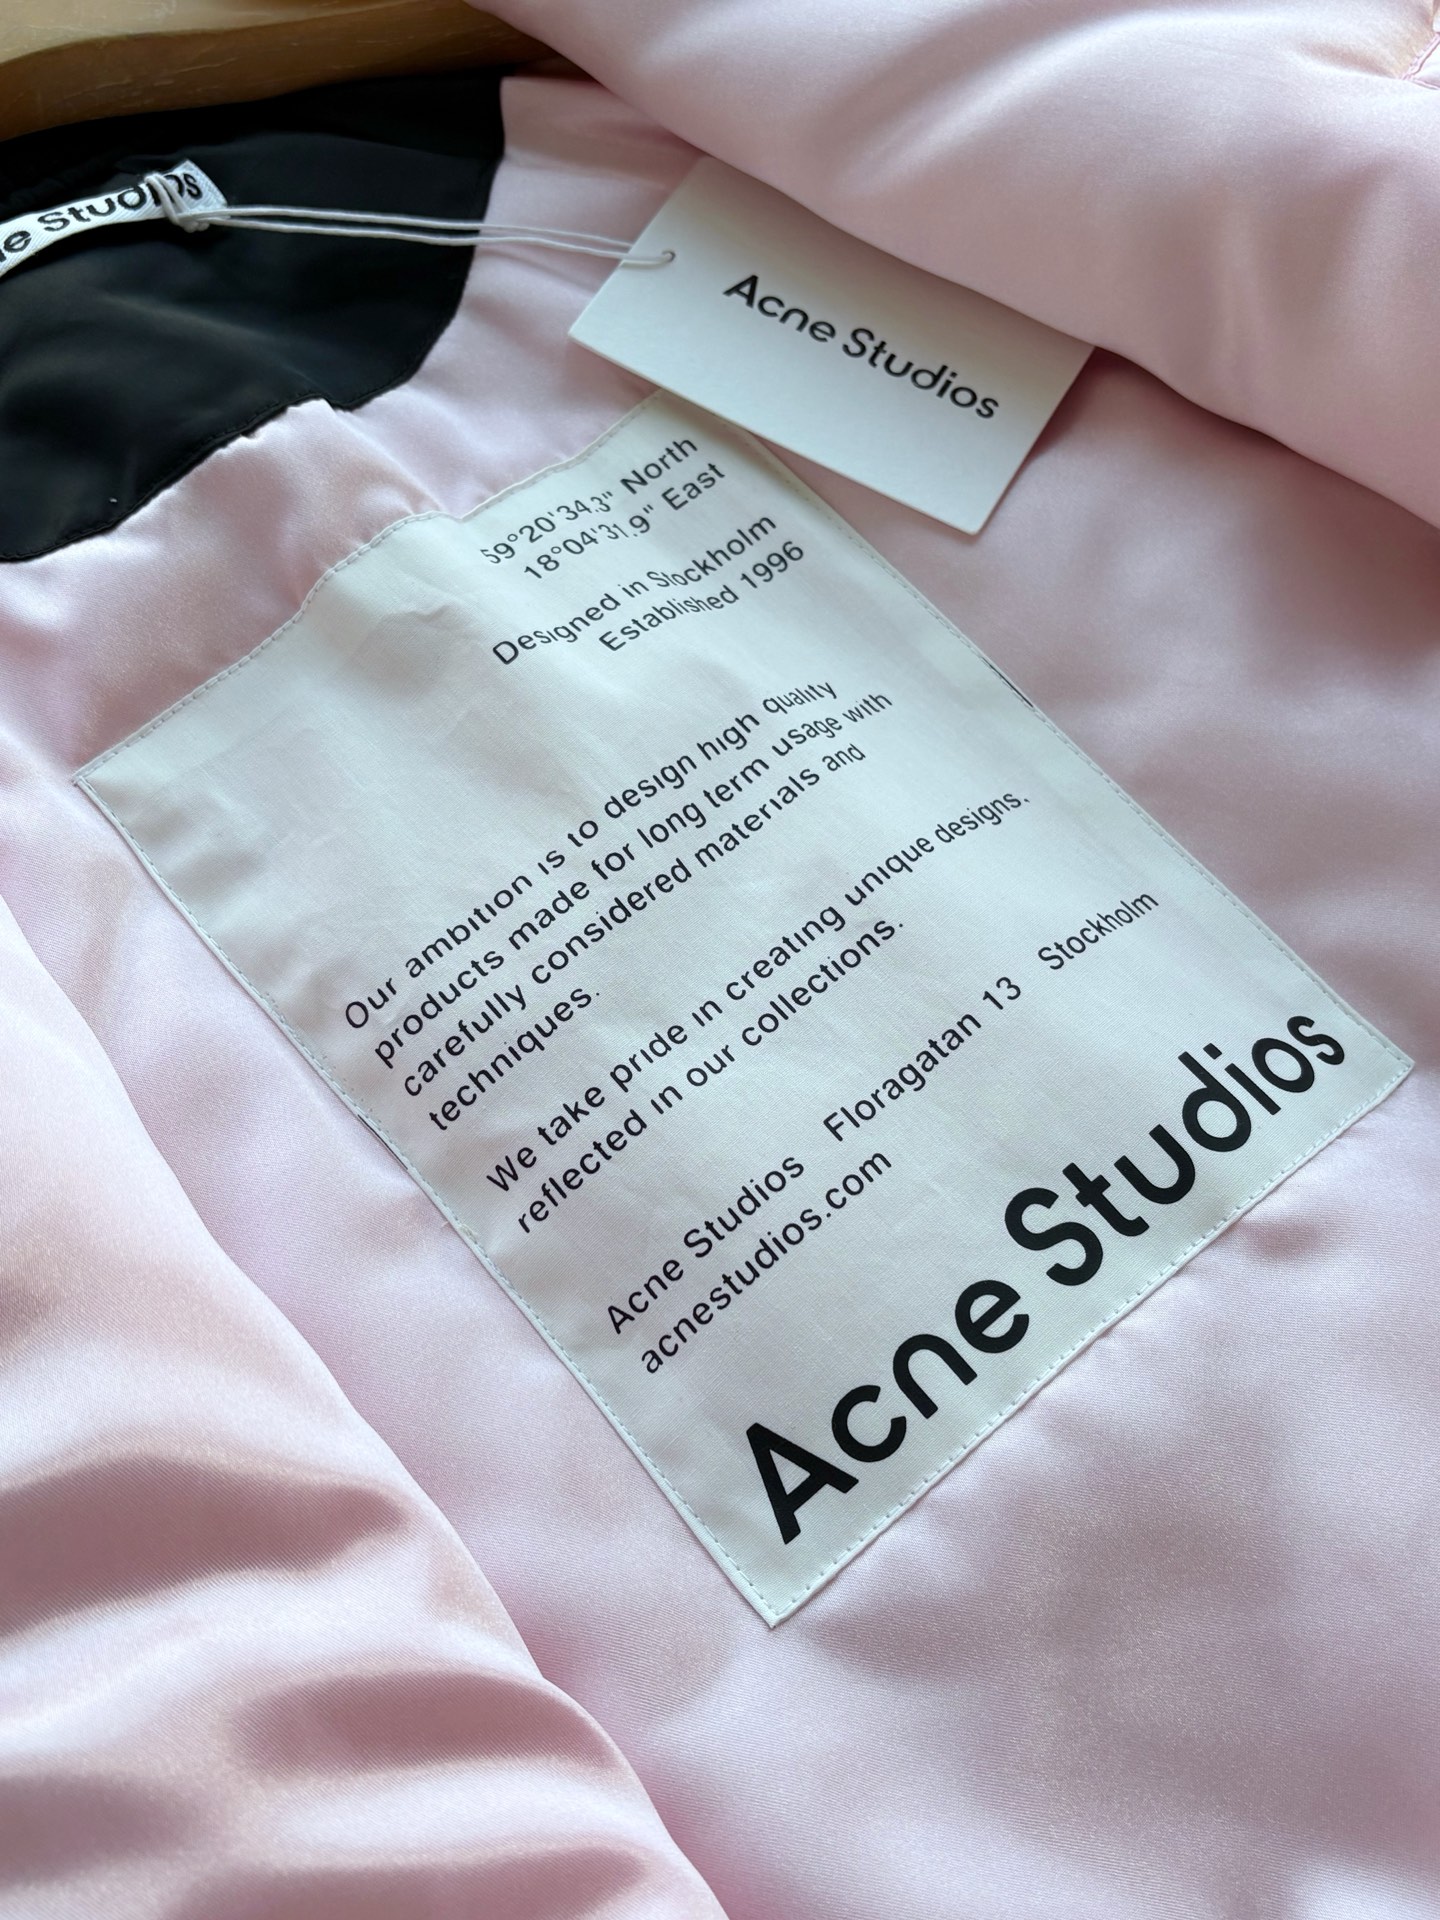 ne Studios
Acne Studios
59°20'34.3" North
18°04'31.9" East
Designed in Stockholm
Established 1996
Our ambition is to design high quality
products made for long term usage with
carefully considered materials and
techniques.
We take pride in creating unique designs.
reflected in our collections.
Acne Studios Floragatan 13 Stockholm
acnestudios.com
Acne Studios